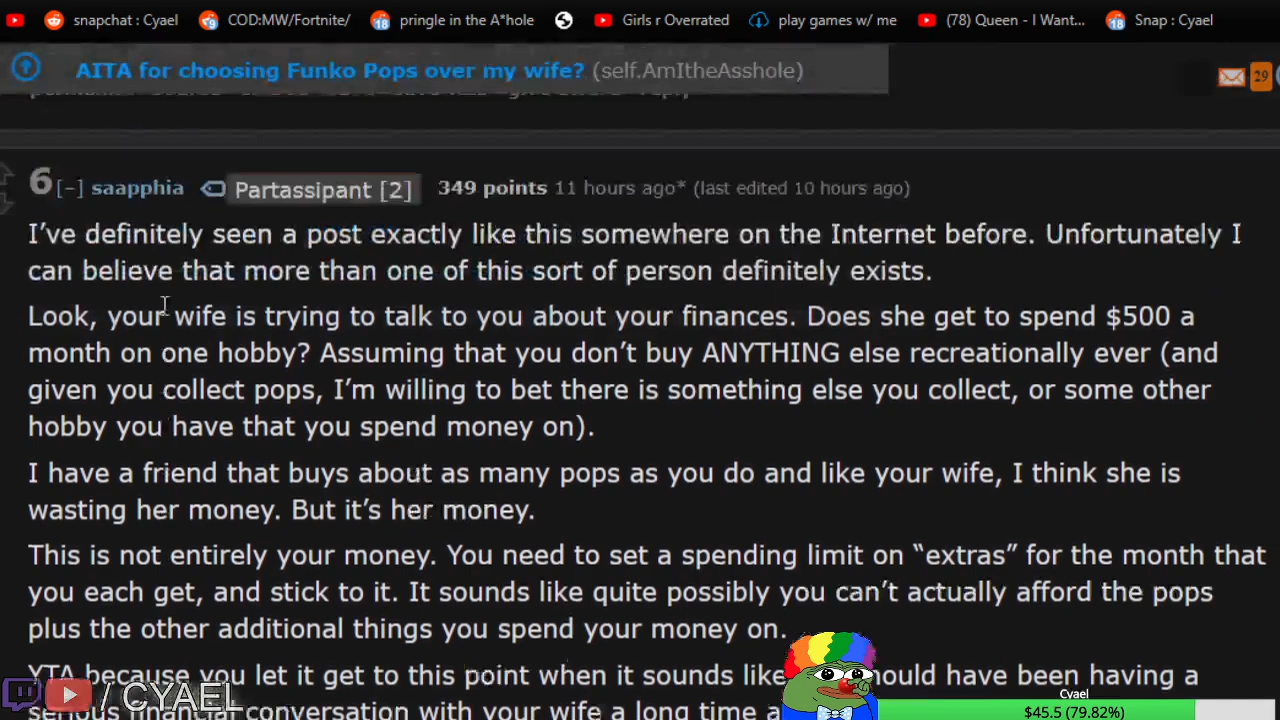 snapchat : Cyael COD:MW/Fortnite/ pringle in the A*hole Girls r Overrated play games w/ me (78) Queen - I Want... Snap : Cyael
AITA for choosing Funko Pops over my wife? (self.AmItheAsshole)
29
6 [–] saapphia Partassipant [2] 349 points 11 hours ago* (last edited 10 hours ago)
I’ve definitely seen a post exactly like this somewhere on the Internet before. Unfortunately I
can believe that more than one of this sort of person definitely exists.
Look, your wife is trying to talk to you about your finances. Does she get to spend $500 a
month on one hobby? Assuming that you don’t buy ANYTHING else recreationally ever (and
given you collect pops, I’m willing to bet there is something else you collect, or some other
hobby you have that you spend money on).
I have a friend that buys about as many pops as you do and like your wife, I think she is
wasting her money. But it’s her money.
This is not entirely your money. You need to set a spending limit on “extras” for the month that
you each get, and stick to it. It sounds like quite possibly you can’t actually afford the pops
plus the other additional things you spend your money on.
YTA because you let it get to this point when it sounds like should have been having a
serious financial conversation with your wife a long time
/ CYAEL
Cyael
$45.5 (79.82%)